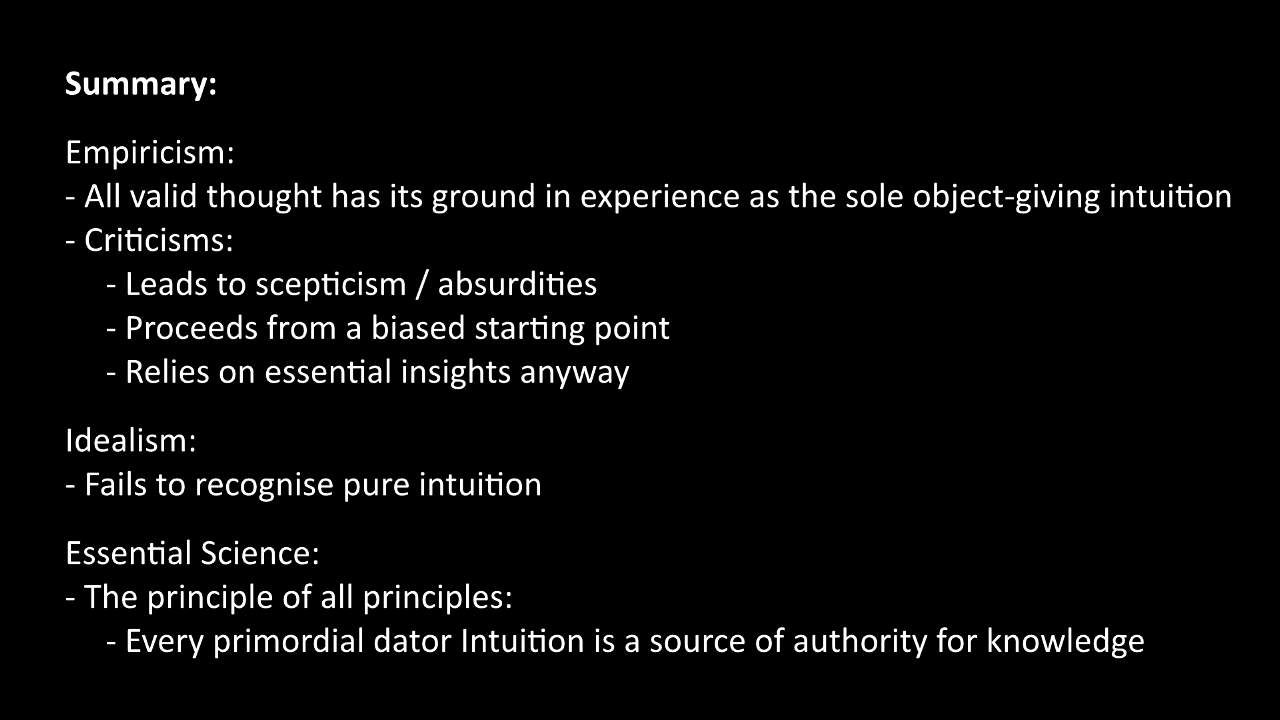 Summary:
Empiricism:
- All valid thought has its ground in experience as the sole object-giving intuition
- Criticisms:
- Leads to scepticism / absurdities
- Proceeds from a biased starting point
- Relies on essential insights anyway
Idealism:
- Fails to recognise pure intuition
Essential Science:
- The principle of all principles:
- Every primordial dator Intuition is a source of authority for knowledge